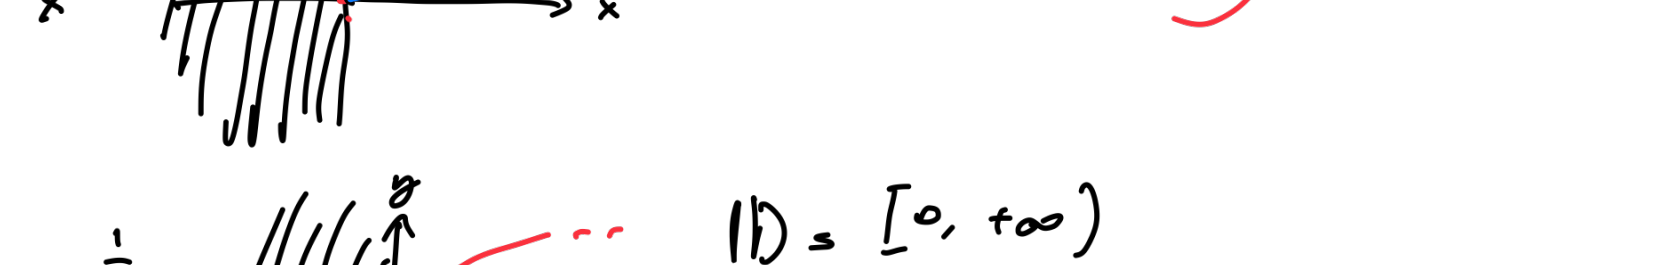 x x
y
1
𝔻 = [0, +∞)